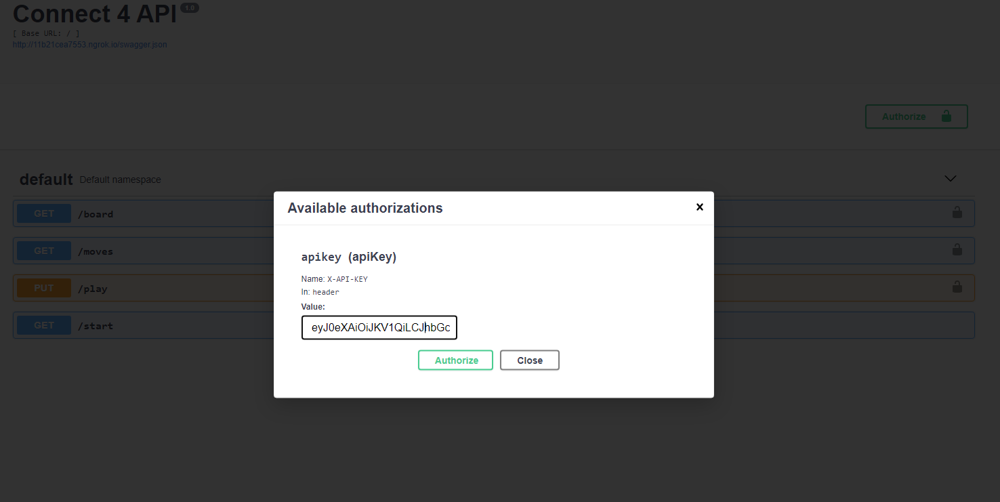 Connect 4 API 1.0
[ Base URL: / ]
http://11b21cea7553.ngrok.io/swagger.json
Authorize
default Default namespace
GET /board
GET /moves
PUT /play
GET /start
Available authorizations
apikey (apiKey)
Name: X-API-KEY
In: header
Value:
eyJ0eXAiOiJKV1QiLCJhbGc
Authorize Close